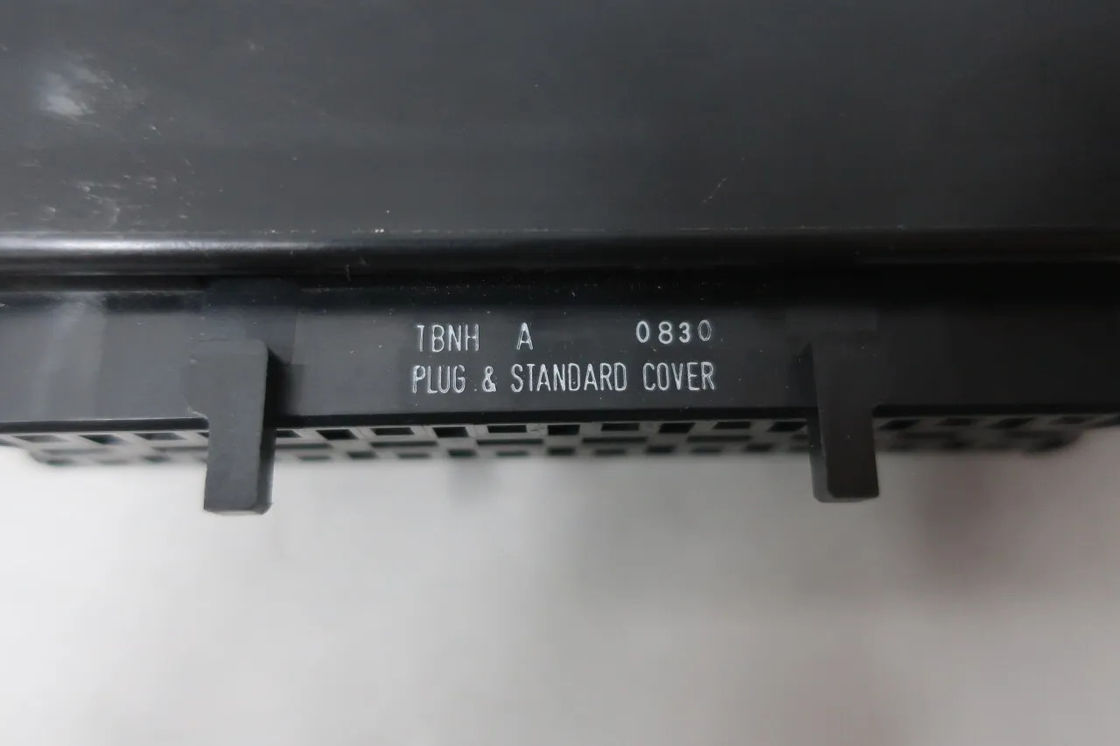 TBNH A 0830
PLUG & STANDARD COVER